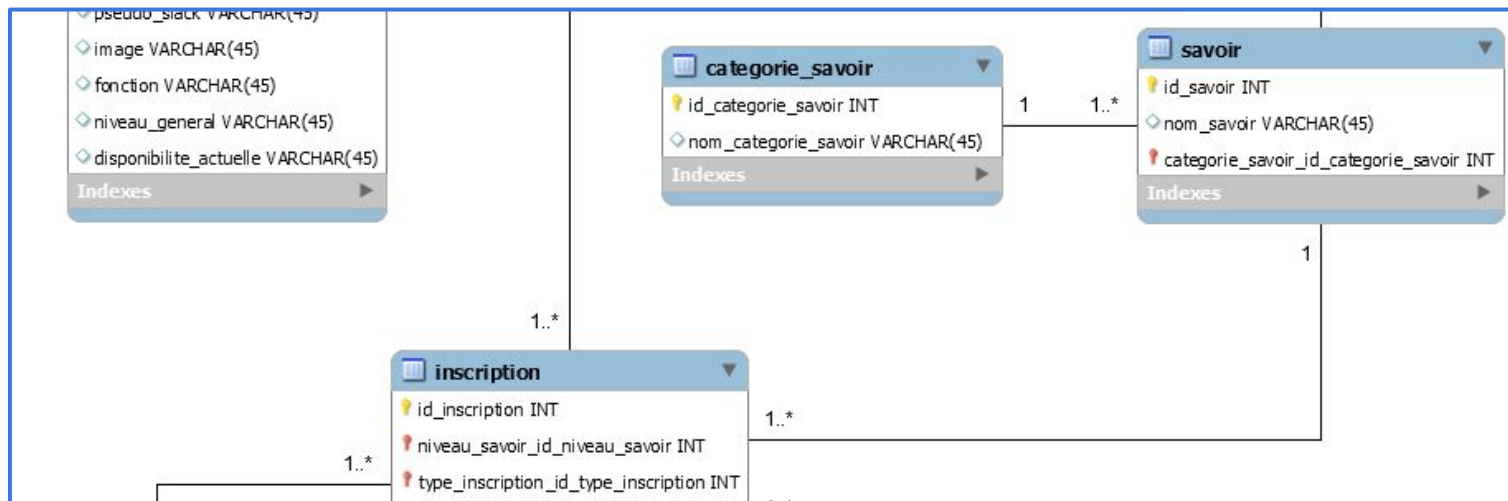 pseudo_slack VARCHAR(45)
image VARCHAR(45)
fonction VARCHAR(45)
niveau_general VARCHAR(45)
disponibilite_actuelle VARCHAR(45)
Indexes
categorie_savoir
id_categorie_savoir INT
nom_categorie_savoir VARCHAR(45)
Indexes
1
1..*
savoir
id_savoir INT
nom_savoir VARCHAR(45)
categorie_savoir_id_categorie_savoir INT
Indexes
1
1..*
inscription
id_inscription INT
niveau_savoir_id_niveau_savoir INT
type_inscription_id_type_inscription INT
1..*
1..*